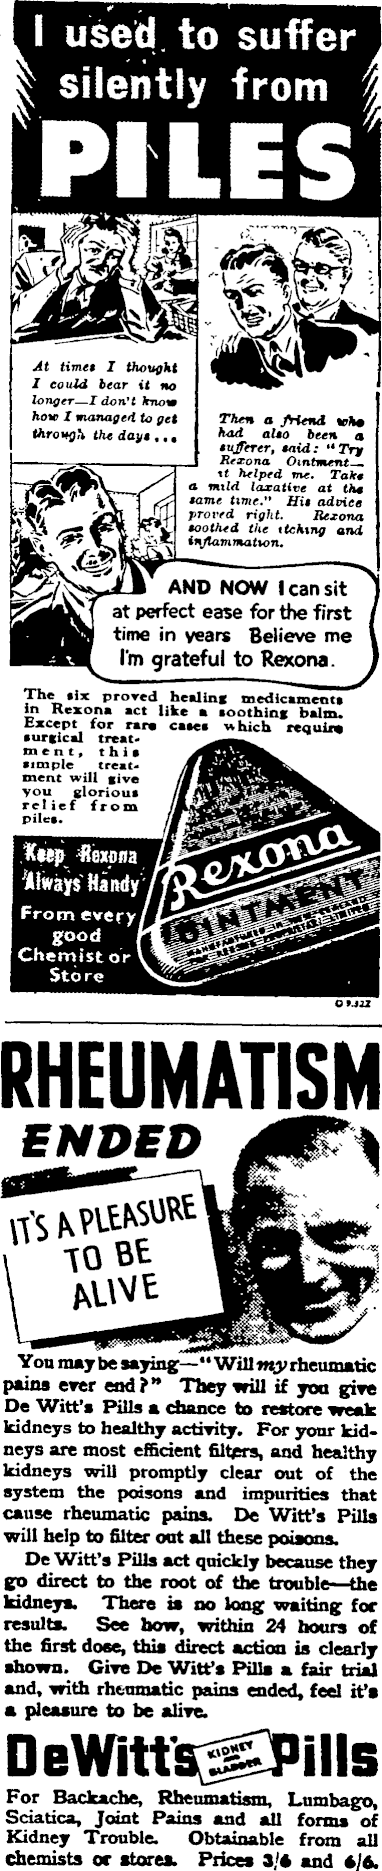 I used to suffer
silently from
PILES
At times I thought
I could bear it no
longer—I don't know
how I managed to get
through the days...
Then a friend who
had also been a
sufferer, said: "Try
Rexona Ointment—
it helped me. Take
a mild laxative at the
same time." His advice
proved right. Rexona
soothed the itching and
inflammation.
AND NOW I can sit
at perfect ease for the first
time in years Believe me
I'm grateful to Rexona.
The six proved healing medicaments
in Rexona act like a soothing balm.
Except for rare cases which require
surgical treat-
ment, this
simple treat-
ment will give
you glorious
relief from
piles.
Keep Rexona
Always Handy
From every
good
Chemist or
Store
Rexona
OINTMENT
O 9.32Z
RHEUMATISM
ENDED
IT'S A PLEASURE
TO BE
ALIVE
You may be saying—"Will my rheumatic
pains ever end?" They will if you give
De Witt's Pills a chance to restore weak
kidneys to healthy activity. For your kid-
neys are most efficient filters, and healthy
kidneys will promptly clear out of the
system the poisons and impurities that
cause rheumatic pains. De Witt's Pills
will help to filter out all these poisons.
De Witt's Pills act quickly because they
go direct to the root of the trouble—the
kidneys. There is no long waiting for
results. See how, within 24 hours of
the first dose, this direct action is clearly
shown. Give De Witt's Pills a fair trial
and, with rheumatic pains ended, feel it's
a pleasure to be alive.
DeWitt's KIDNEY AND BLADDER Pills
For Backache, Rheumatism, Lumbago,
Sciatica, Joint Pains and all forms of
Kidney Trouble. Obtainable from all
chemists or stores. Prices 3/6 and 6/6.